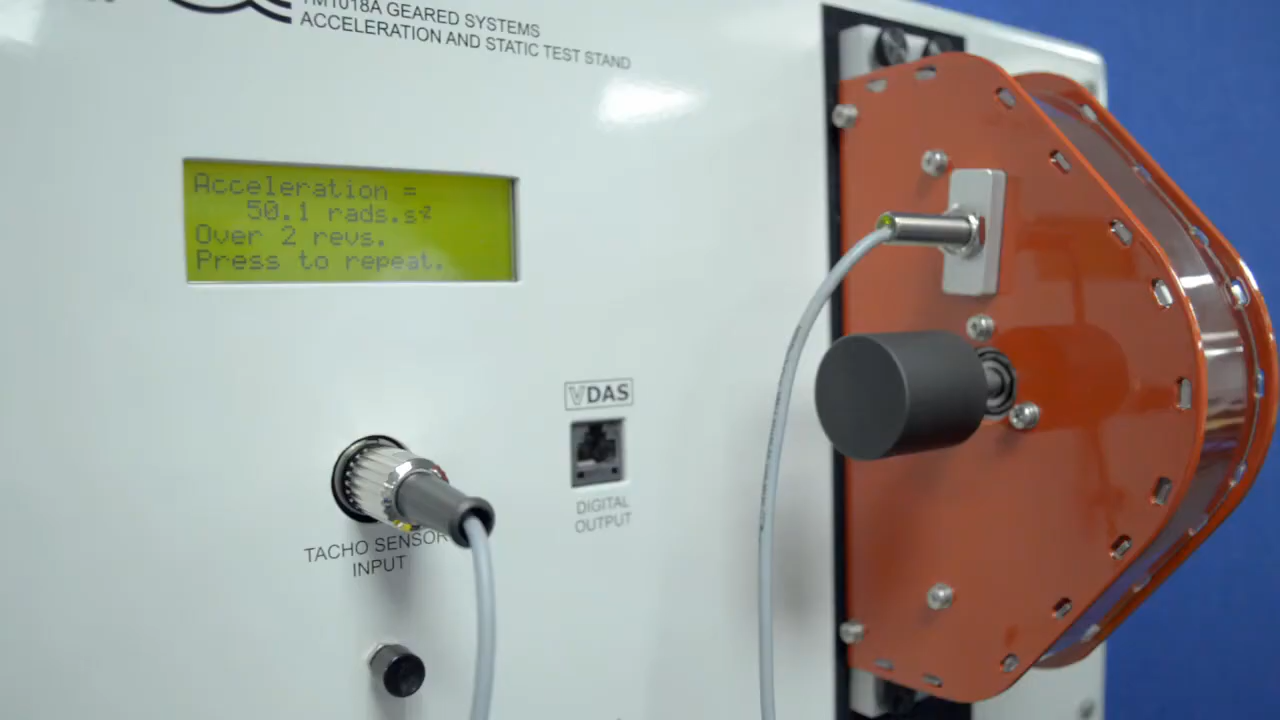 TM1018A GEARED SYSTEMS
ACCELERATION AND STATIC TEST STAND
Acceleration =
50.1 rads.s-2
Over 2 revs.
Press to repeat.
VDAS
DIGITAL
OUTPUT
TACHO SENSOR
INPUT